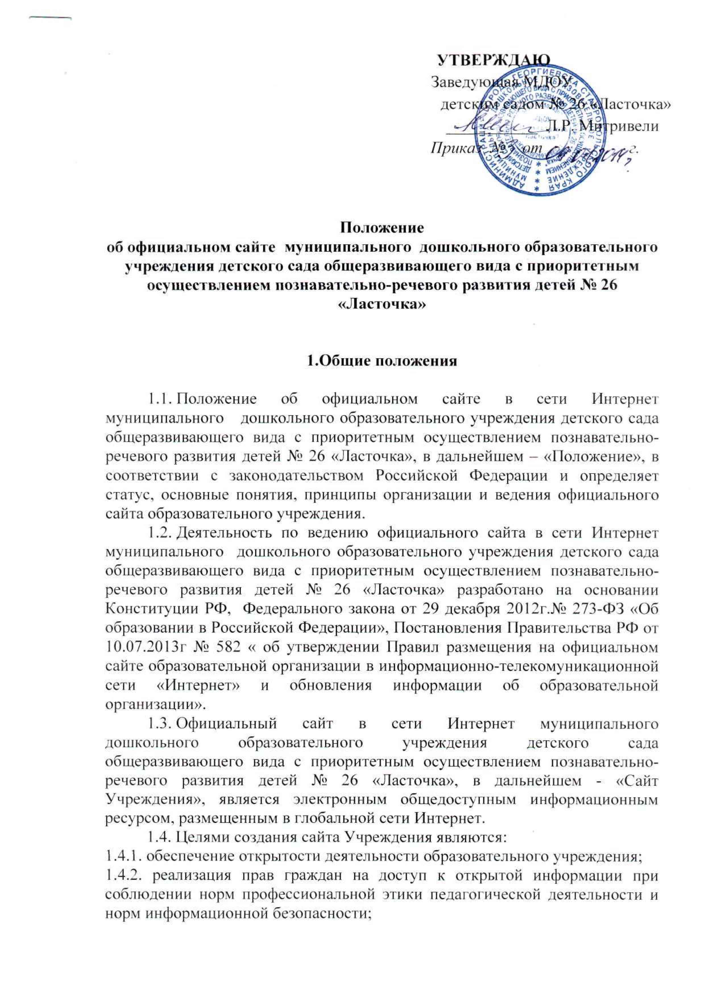 УТВЕРЖДАЮ
Заведующая МДОУ
детским садом № 26 «Ласточка»
Л.Р. Митривели
Приказ № от 2014 г.
АДМИНИСТРАЦИЯ ГОРОДА ГЕОРГИЕВСКА СТАВРОПОЛЬСКОГО КРАЯ
Положение
об официальном сайте муниципального дошкольного образовательного
учреждения детского сада общеразвивающего вида с приоритетным
осуществлением познавательно-речевого развития детей № 26
«Ласточка»
1.Общие положения
1.1. Положение об официальном сайте в сети Интернет
муниципального дошкольного образовательного учреждения детского сада
общеразвивающего вида с приоритетным осуществлением познавательно-
речевого развития детей № 26 «Ласточка», в дальнейшем – «Положение», в
соответствии с законодательством Российской Федерации и определяет
статус, основные понятия, принципы организации и ведения официального
сайта образовательного учреждения.
1.2. Деятельность по ведению официального сайта в сети Интернет
муниципального дошкольного образовательного учреждения детского сада
общеразвивающего вида с приоритетным осуществлением познавательно-
речевого развития детей № 26 «Ласточка» разработано на основании
Конституции РФ, Федерального закона от 29 декабря 2012г.№ 273-ФЗ «Об
образовании в Российской Федерации», Постановления Правительства РФ от
10.07.2013г № 582 « об утверждении Правил размещения на официальном
сайте образовательной организации в информационно-телекомуникационной
сети «Интернет» и обновления информации об образовательной
организации».
1.3. Официальный сайт в сети Интернет муниципального
дошкольного образовательного учреждения детского сада
общеразвивающего вида с приоритетным осуществлением познавательно-
речевого развития детей № 26 «Ласточка», в дальнейшем - «Сайт
Учреждения», является электронным общедоступным информационным
ресурсом, размещенным в глобальной сети Интернет.
1.4. Целями создания сайта Учреждения являются:
1.4.1. обеспечение открытости деятельности образовательного учреждения;
1.4.2. реализация прав граждан на доступ к открытой информации при
соблюдении норм профессиональной этики педагогической деятельности и
норм информационной безопасности;